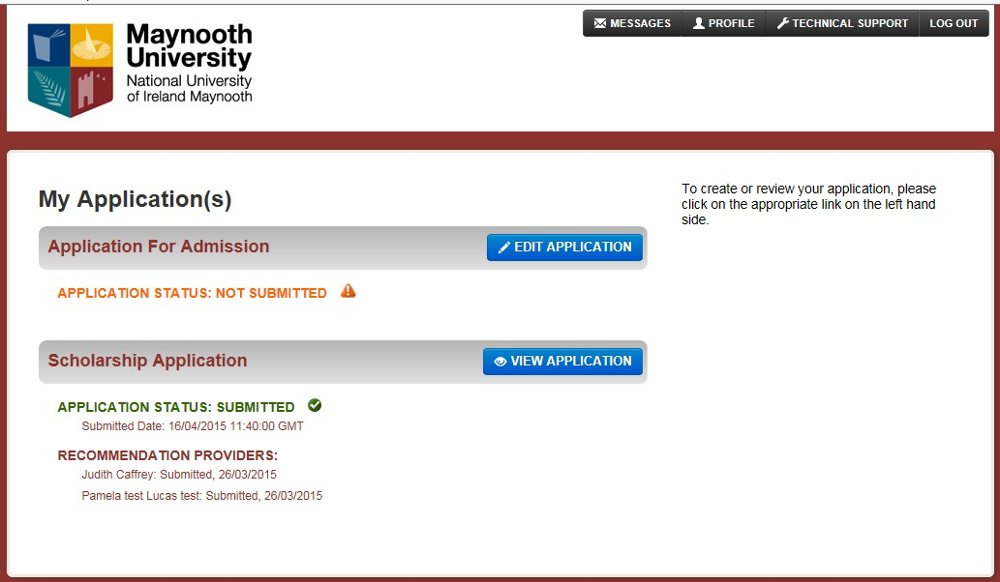 Maynooth
University
National University
of Ireland Maynooth
MESSAGES PROFILE TECHNICAL SUPPORT LOG OUT
My Application(s)
To create or review your application, please
click on the appropriate link on the left hand
side.
Application For Admission EDIT APPLICATION
APPLICATION STATUS: NOT SUBMITTED
Scholarship Application VIEW APPLICATION
APPLICATION STATUS: SUBMITTED
Submitted Date: 16/04/2015 11:40:00 GMT
RECOMMENDATION PROVIDERS:
Judith Caffrey: Submitted, 26/03/2015
Pamela test Lucas test: Submitted, 26/03/2015